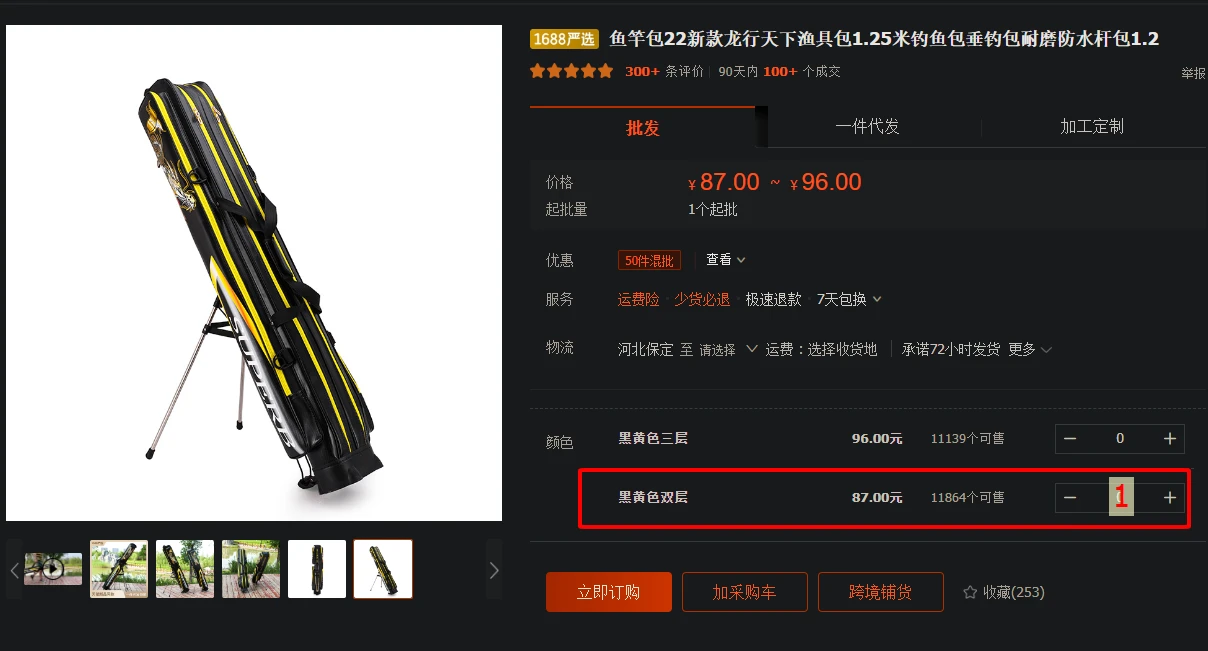 1688严选 鱼竿包22新款龙行天下渔具包1.25米钓鱼包垂钓包耐磨防水杆包1.2
300+ 条评价 90天内 100+ 个成交
举报
批发 一件代发 加工定制
价格 ¥87.00 ~ ¥96.00
起批量 1个起批
优惠 50件混批 查看
服务 运费险 · 少货必退 · 极速退款 · 7天包换
物流 河北保定 至 请选择 运费：选择收货地 承诺72小时发货 更多
颜色
黑黄色三层 96.00元 11139个可售 − 0 +
黑黄色双层 87.00元 11864个可售 − 1 +
立即订购 加采购车 跨境铺货 收藏(253)